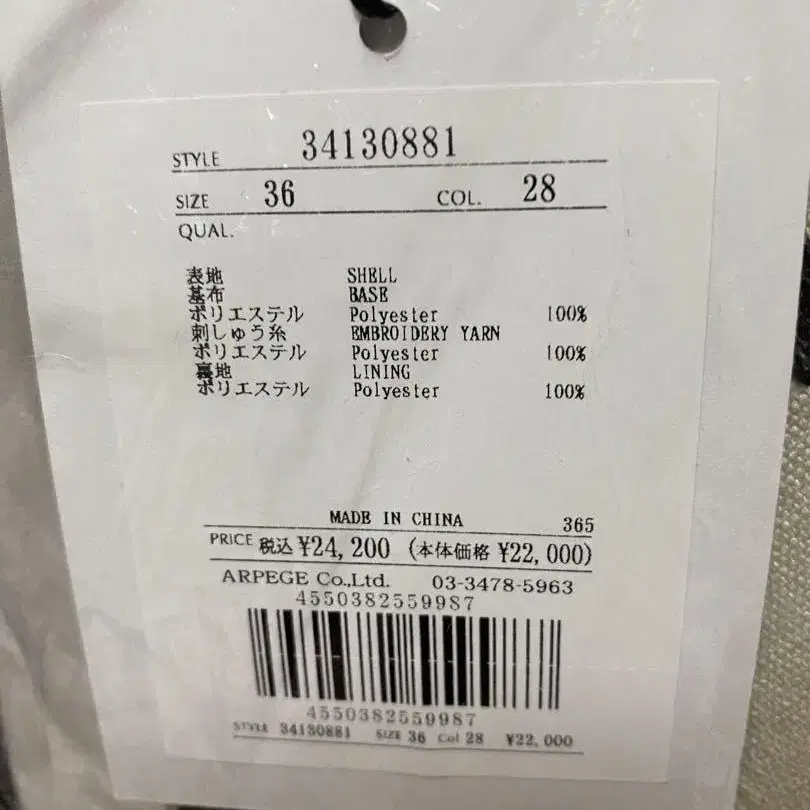 STYLE 34130881
SIZE 36 COL. 28
QUAL.
表地 SHELL
基布 BASE
ポリエステル Polyester 100%
刺しゅう糸 EMBROIDERY YARN
ポリエステル Polyester 100%
裏地 LINING
ポリエステル Polyester 100%
MADE IN CHINA 365
PRICE 税込 ¥24,200 (本体価格 ¥22,000)
ARPEGE Co.,Ltd. 03-3478-5963
4550382559987
4550382559987
STYLE 34130881 SIZE 36 Col 28 ¥22,000